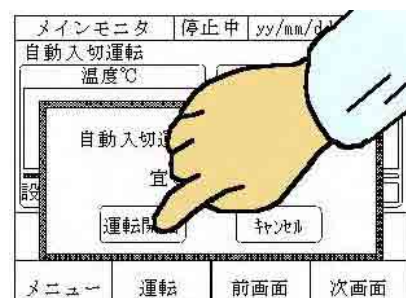 メインモニタ 停止中 yy/mm/d
自動入切運転
温度℃
自動入切
宜
設
運転開 キャンセル
メニュー 運転 前画面 次画面